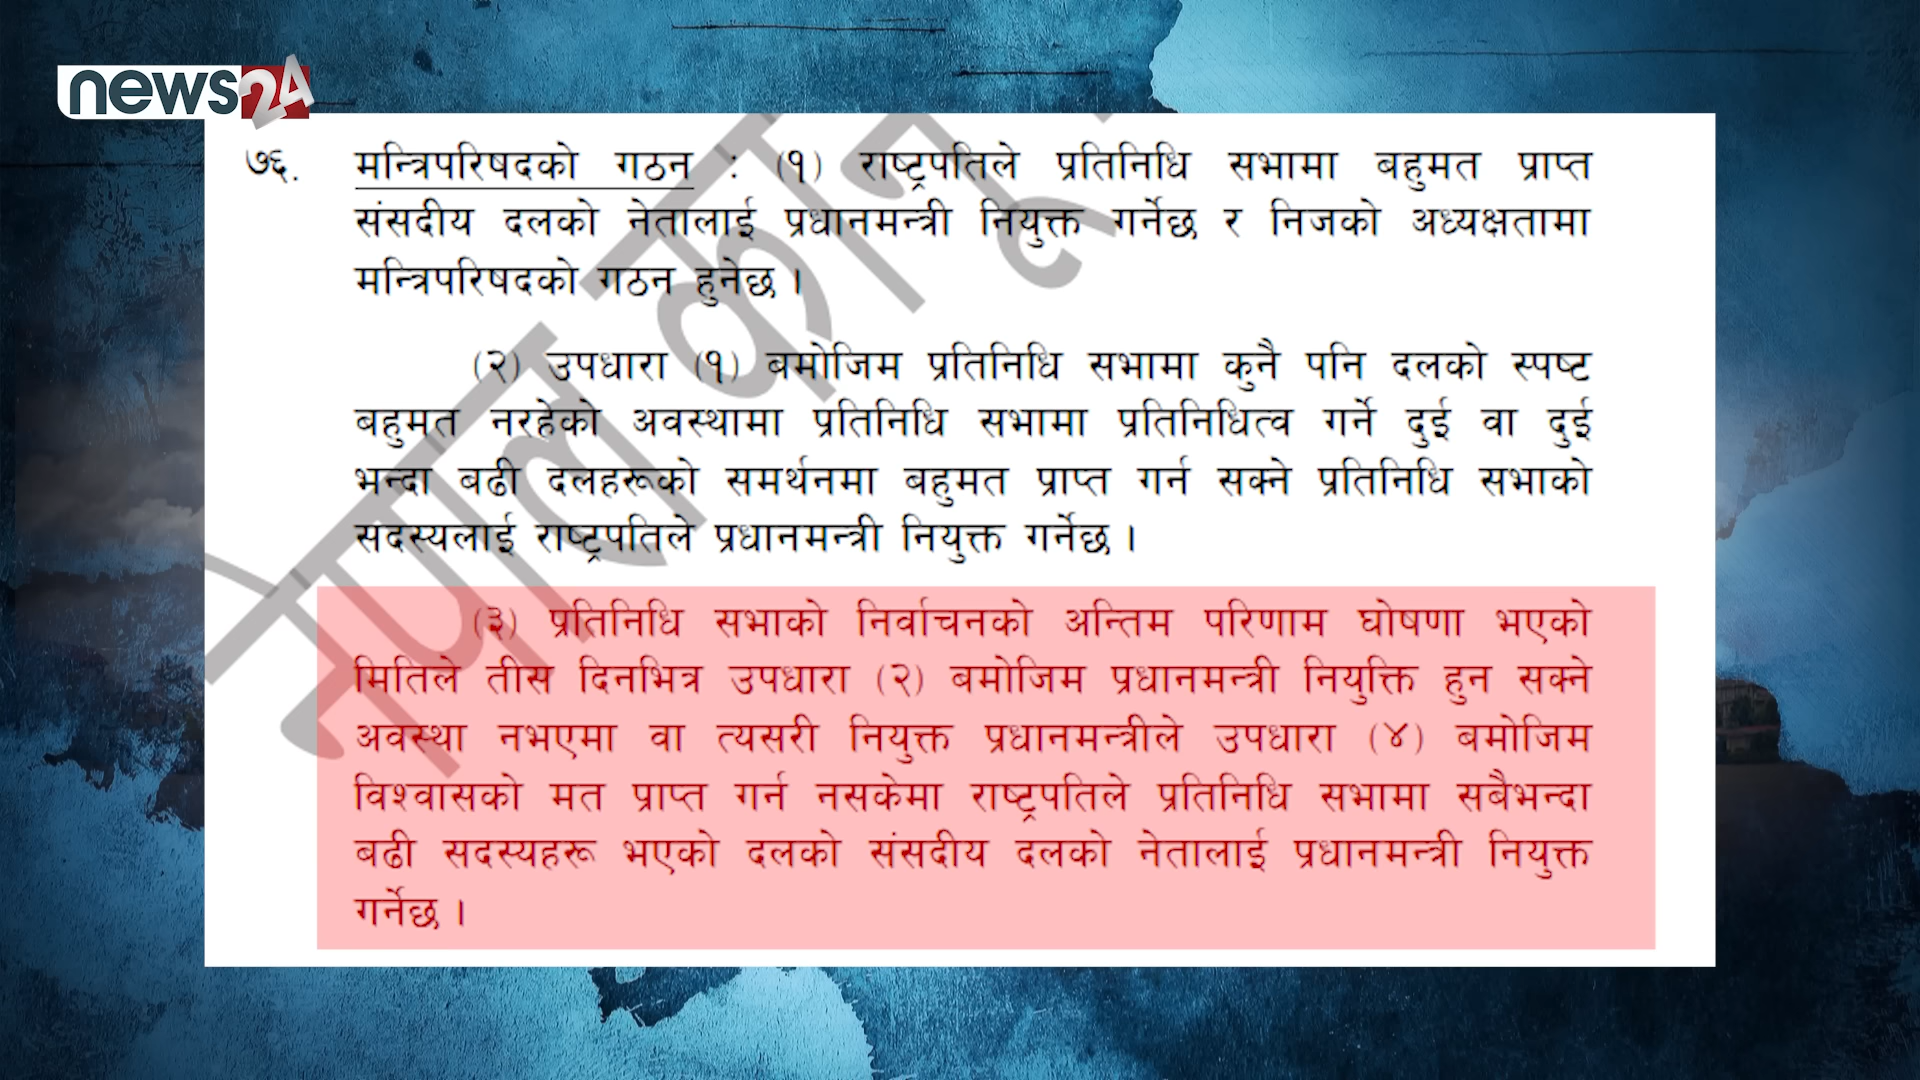 news24
७६. मन्त्रिपरिषदको गठन : (१) राष्ट्रपतिले प्रतिनिधि सभामा बहुमत प्राप्त
संसदीय दलको नेतालाई प्रधानमन्त्री नियुक्त गर्नेछ र निजको अध्यक्षतामा
मन्त्रिपरिषदको गठन हुनेछ ।
(२) उपधारा (१) बमोजिम प्रतिनिधि सभामा कुनै पनि दलको स्पष्ट
बहुमत नरहेको अवस्थामा प्रतिनिधि सभामा प्रतिनिधित्व गर्ने दुई वा दुई
भन्दा बढी दलहरूको समर्थनमा बहुमत प्राप्त गर्न सक्ने प्रतिनिधि सभाको
सदस्यलाई राष्ट्रपतिले प्रधानमन्त्री नियुक्त गर्नेछ ।
(३) प्रतिनिधि सभाको निर्वाचनको अन्तिम परिणाम घोषणा भएको
मितिले तीस दिनभित्र उपधारा (२) बमोजिम प्रधानमन्त्री नियुक्ति हुन सक्ने
अवस्था नभएमा वा त्यसरी नियुक्त प्रधानमन्त्रीले उपधारा (४) बमोजिम
विश्वासको मत प्राप्त गर्न नसकेमा राष्ट्रपतिले प्रतिनिधि सभामा सबैभन्दा
बढी सदस्यहरू भएको दलको संसदीय दलको नेतालाई प्रधानमन्त्री नियुक्त
गर्नेछ ।
नेपाल